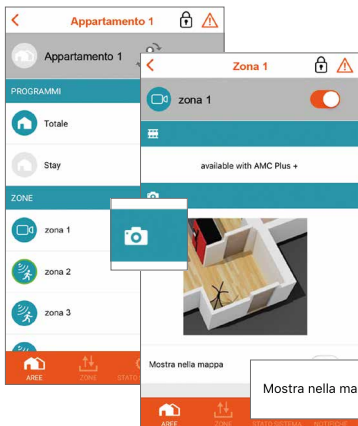 Appartamento 1
Appartamento 1
PROGRAMMI
Totale
Stay
ZONE
zona 1
zona 2
zona 3
AREE
ZONE
Zona 1
zona 1
available with AMC Plus +
Mostra nella mappa
Mostra nella ma
AREE
ZONE
STATO SISTEMA
NOTIFICHE